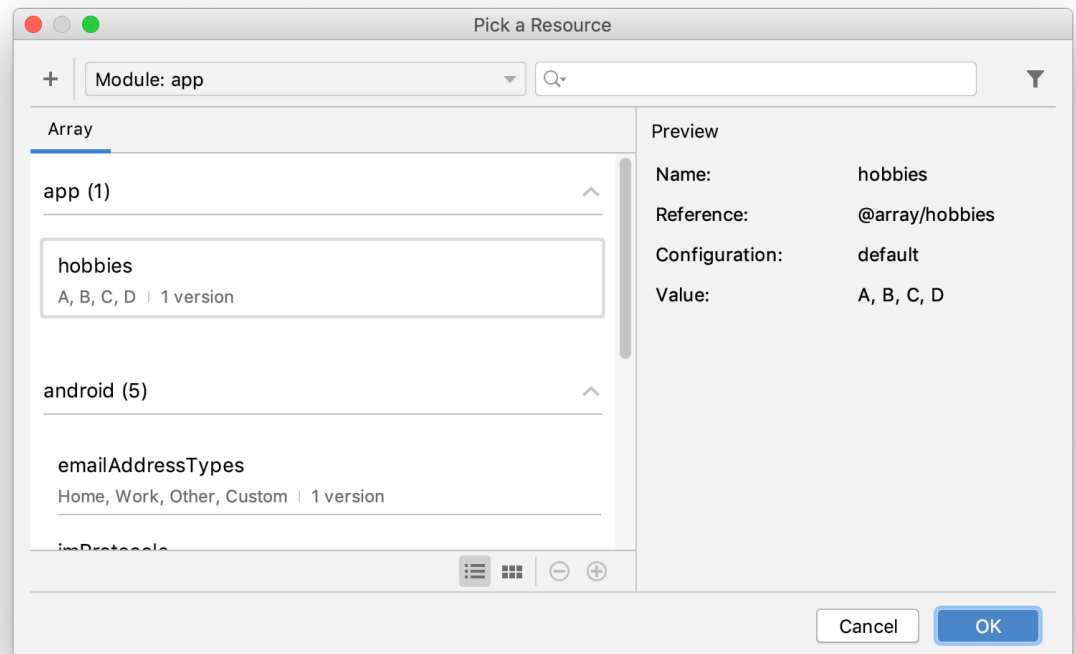 Pick a Resource
Module: app
Array
app (1)
hobbies
A, B, C, D | 1 version
android (5)
emailAddressTypes
Home, Work, Other, Custom | 1 version
imProtocols
Preview
Name: hobbies
Reference: @array/hobbies
Configuration: default
Value: A, B, C, D
Cancel OK